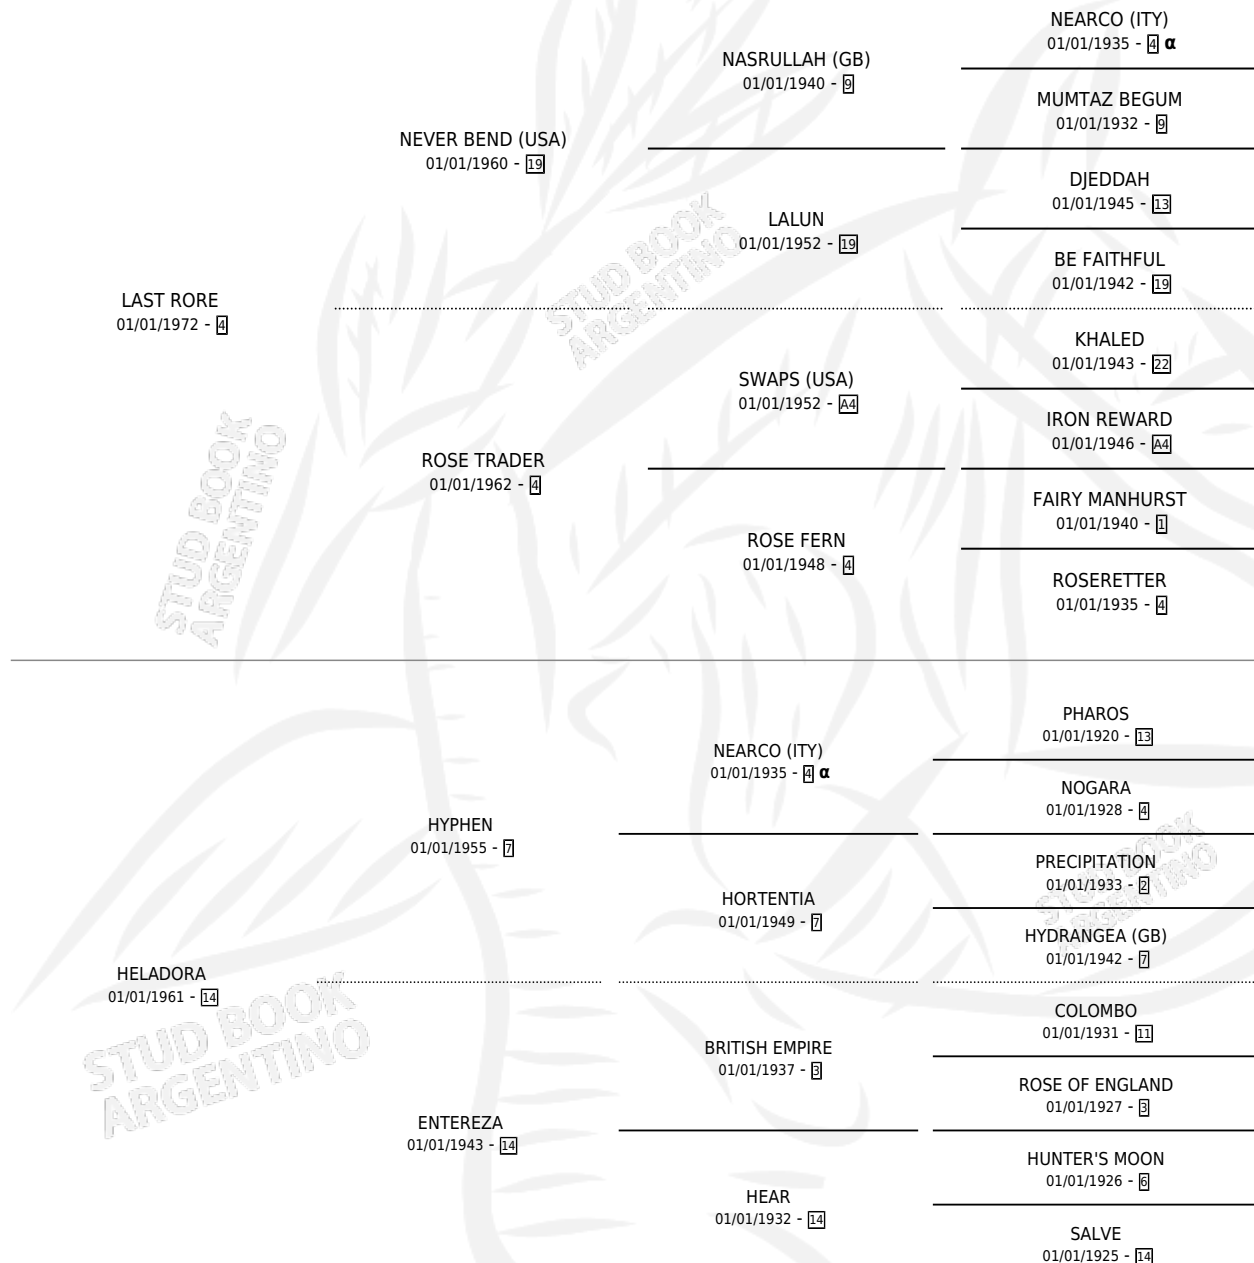 NEARCO (ITY)
01/01/1935 - 4 α
NASRULLAH (GB)
01/01/1940 - 9
MUMTAZ BEGUM
01/01/1932 - 9
NEVER BEND (USA)
01/01/1960 - 19
DJEDDAH
01/01/1945 - 13
LALUN
01/01/1952 - 19
BE FAITHFUL
01/01/1942 - 19
STUD BOOK
ARGENTINO
LAST RORE
01/01/1972 - 4
KHALED
01/01/1943 - 22
SWAPS (USA)
01/01/1952 - A4
IRON REWARD
01/01/1946 - A4
ROSE TRADER
01/01/1962 - 4
FAIRY MANHURST
01/01/1940 - 1
ROSE FERN
01/01/1948 - 4
ROSERETTER
01/01/1935 - 4
STUD BOOK
ARGENTINO
PHAROS
01/01/1920 - 13
NEARCO (ITY)
01/01/1935 - 4 α
NOGARA
01/01/1928 - 4
HYPHEN
01/01/1955 - 7
PRECIPITATION
01/01/1933 - 2
HORTENTIA
01/01/1949 - 7
HYDRANGEA (GB)
01/01/1942 - 7
STUD BOOK
ARGENTINO
HELADORA
01/01/1961 - 14
COLOMBO
01/01/1931 - 11
BRITISH EMPIRE
01/01/1937 - 3
ROSE OF ENGLAND
01/01/1927 - 3
ENTEREZA
01/01/1943 - 14
HUNTER'S MOON
01/01/1926 - 6
HEAR
01/01/1932 - 14
SALVE
01/01/1925 - 14
STUD BOOK
ARGENTINO